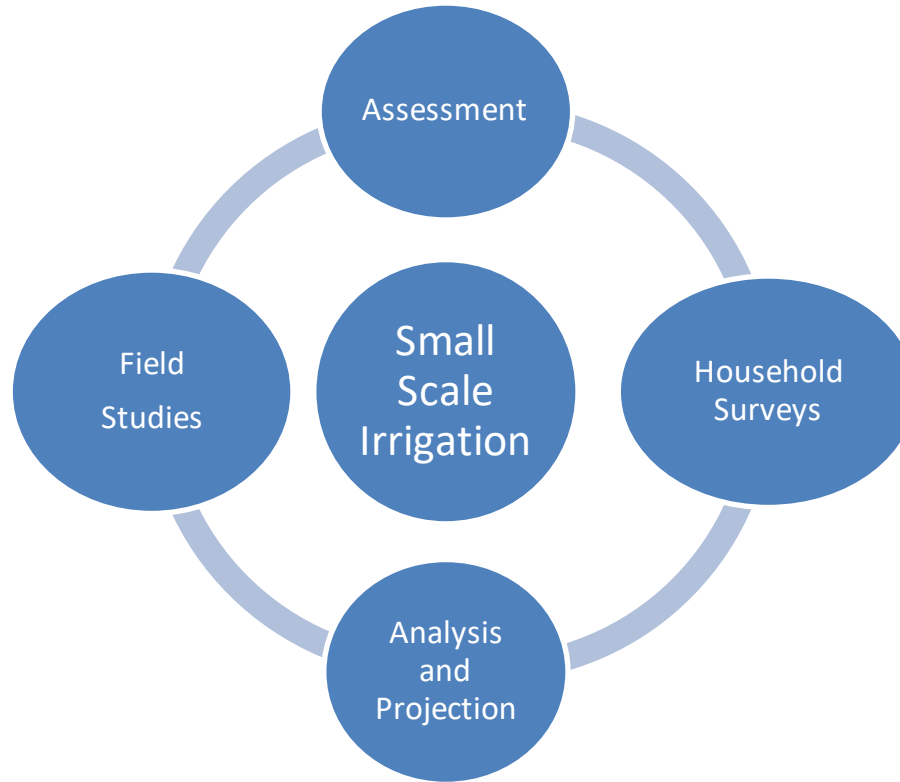 Assessment
Field
Studies
Small
Scale
Irrigation
Household
Surveys
Analysis
and
Projection